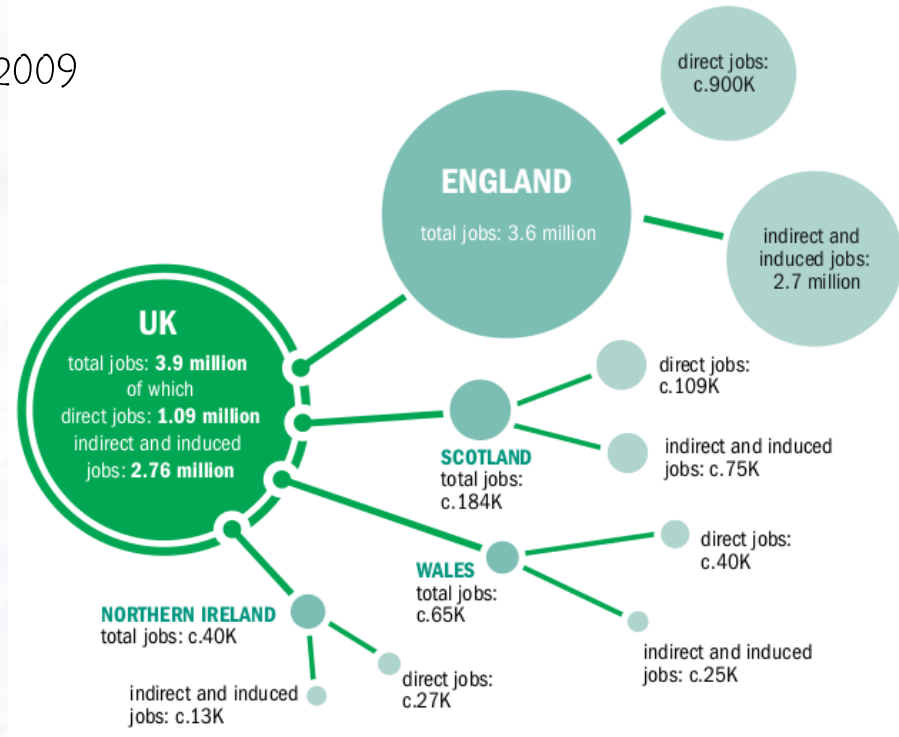 2009
direct jobs:
c.900K
ENGLAND
total jobs: 3.6 million
indirect and
induced jobs:
2.7 million
UK
total jobs: 3.9 million
of which
direct jobs: 1.09 million
indirect and induced
jobs: 2.76 million
direct jobs:
c.109K
SCOTLAND
total jobs:
c.184K
indirect and induced
jobs: c.75K
direct jobs:
c.40K
WALES
total jobs:
c.65K
indirect and induced
jobs: c.25K
NORTHERN IRELAND
total jobs: c.40K
direct jobs:
c.27K
indirect and induced
jobs: c.13K